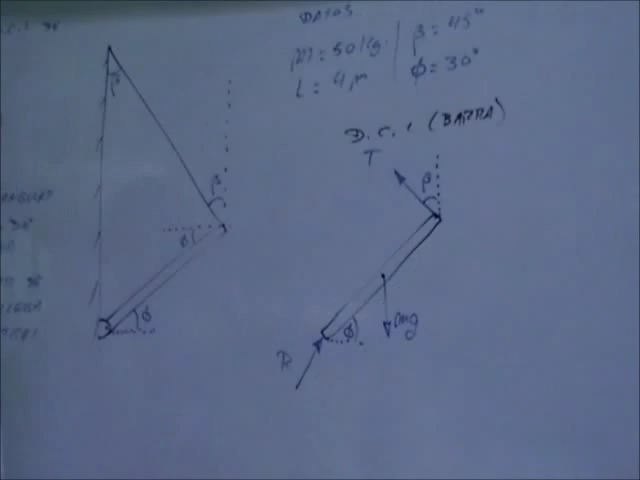 DATOS
M = 50 kg. | β = 45°
L = 4 m | φ = 30°
D.C.L (BARRA)
T
β
β
β
φ
φ
φ
mg
R